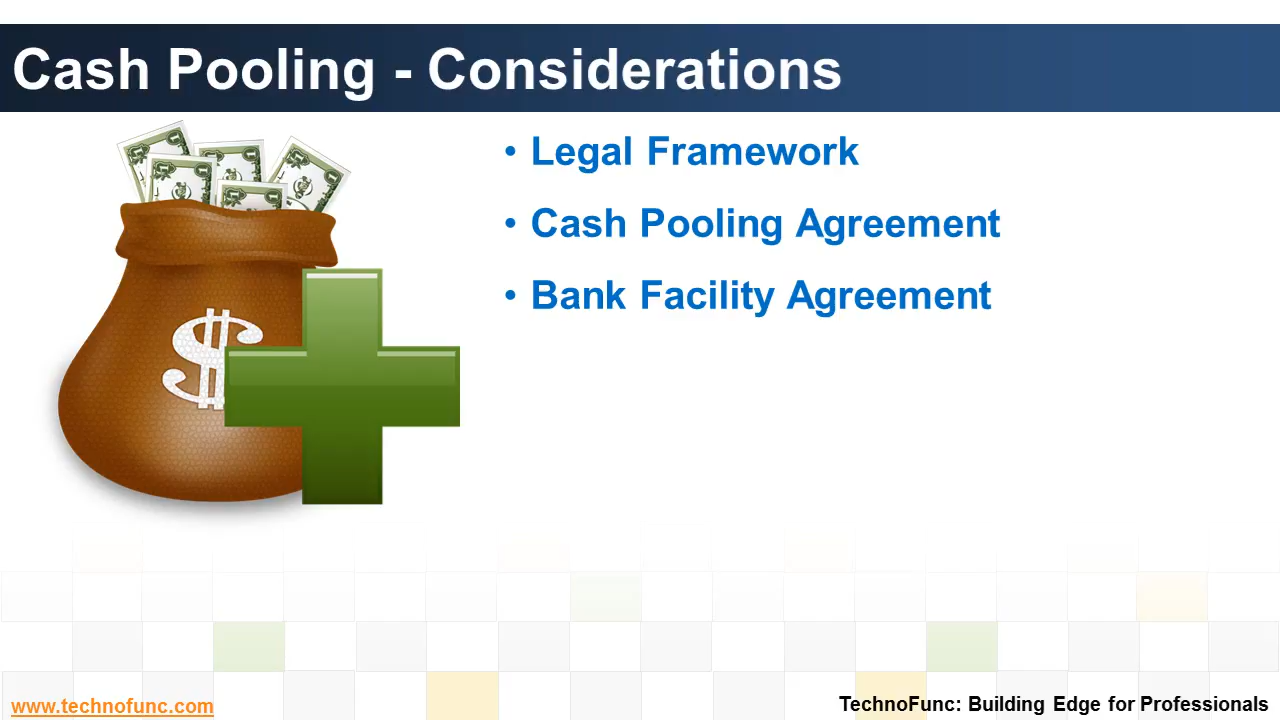 Cash Pooling - Considerations
• Legal Framework
• Cash Pooling Agreement
• Bank Facility Agreement
$
www.technofunc.com
TechnoFunc: Building Edge for Professionals